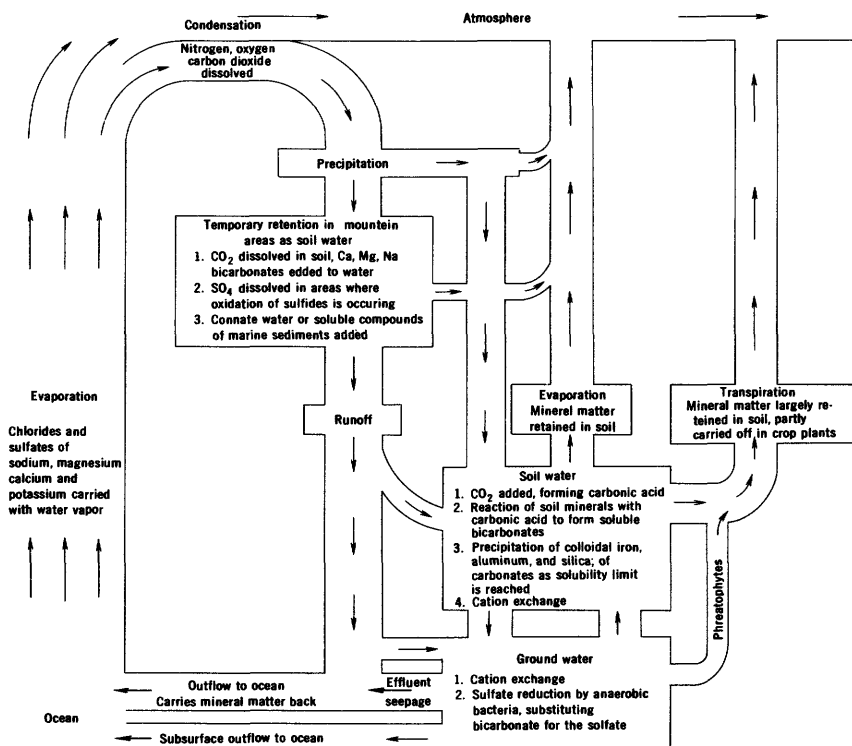 Condensation
Atmosphere
Nitrogen, oxygen
carbon dioxide
dissolved
Precipitation
Temporary retention in mountein
areas as soil water
1. CO2 dissolved in soil, Ca, Mg, Na
bicarbonates edded to water
2. SO4 dissolved in areas where
oxidation of sulfides is occuring
3. Connate water or soluble compounds
of marine sediments added
Evaporation
Chlorides and
sulfates of
sodium, magnesium
calcium and
potassium carried
with water vapor
Runoff
Evaporation
Minerel matter
retained in soil
Transpiration
Mineral matter largely re-
teined in soil, partly
carried off in crop plants
Soil water
1. CO2 added, forming carbonic acid
2. Reaction of soil minerals with
carbonic acid to form soluble
bicarbonates
3. Precipitation of colloidal iron,
aluminum, and silica; of
carbonates as solubility limit
is reached
4. Cation exchange
Phreatophytes
Ground water
1. Cation exchange
2. Sulfate reduction by anaerobic
bacteria, substituting
bicarbonate for the solfate
Effluent
seepage
Outflow to ocean
Carries mineral matter back
Ocean
Subsurface outflow to ocean